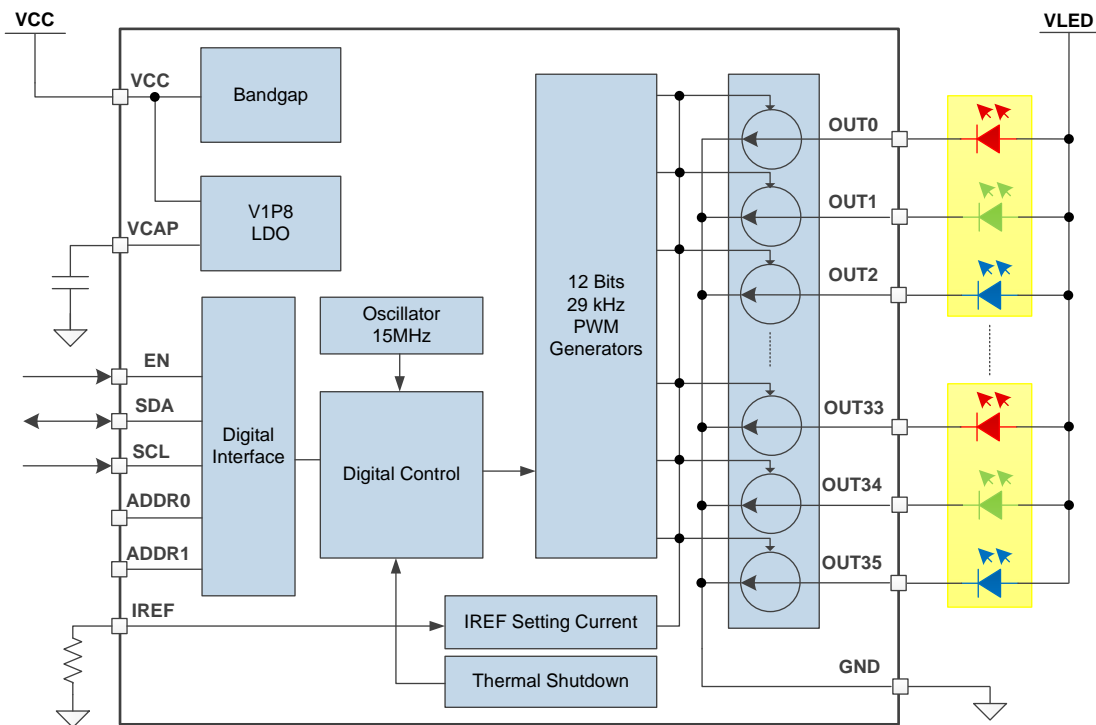 VCC
VLED
VCC
Bandgap
OUT0
V1P8
LDO
OUT1
VCAP
12 Bits
29 kHz
PWM
Generators
OUT2
Oscillator
15MHz
EN
SDA
OUT33
Digital
Interface
SCL
Digital Control
OUT34
ADDR0
ADDR1
OUT35
IREF
IREF Setting Current
Thermal Shutdown
GND